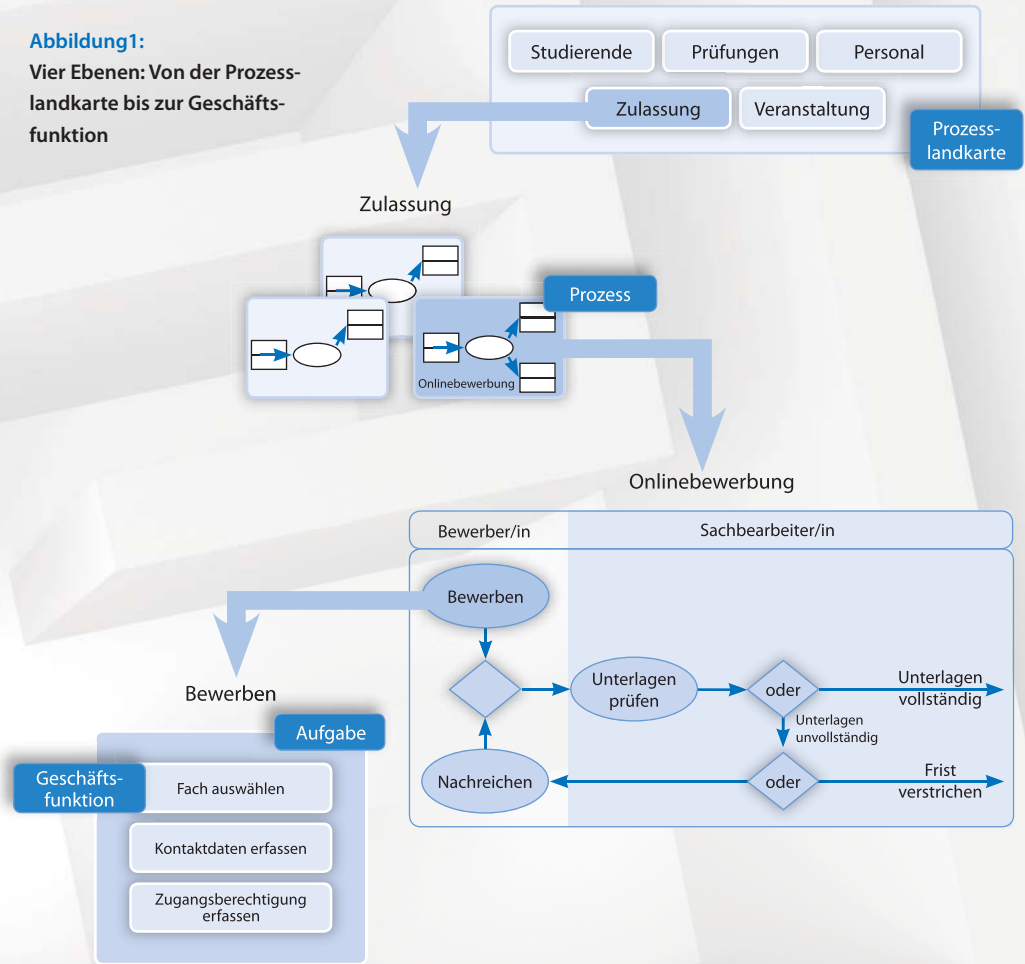 Abbildung1:
Vier Ebenen: Von der Prozess-
landkarte bis zur Geschäfts-
funktion
Studierende
Prüfungen
Personal
Zulassung
Veranstaltung
Prozess-
landkarte
Zulassung
Prozess
Onlinebewerbung
Onlinebewerbung
Bewerber/in
Sachbearbeiter/in
Bewerben
Unterlagen
prüfen
oder
Unterlagen
vollständig
Unterlagen
unvollständig
Nachreichen
oder
Frist
verstrichen
Bewerben
Aufgabe
Geschäfts-
funktion
Fach auswählen
Kontaktdaten erfassen
Zugangsberechtigung
erfassen